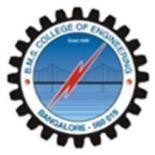 B.M.S. COLLEGE OF ENGINEERING
BANGALORE - 560 019